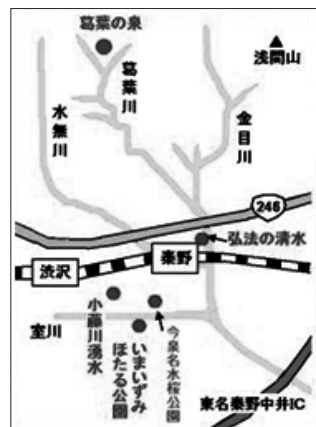 葛葉の泉
浅間山
葛葉川
水無川
金目川
246
弘法の清水
秦野
渋沢
小藤川湧水
今泉名水桜公園
いまいずみ
ほたる公園
室川
東名秦野中井IC